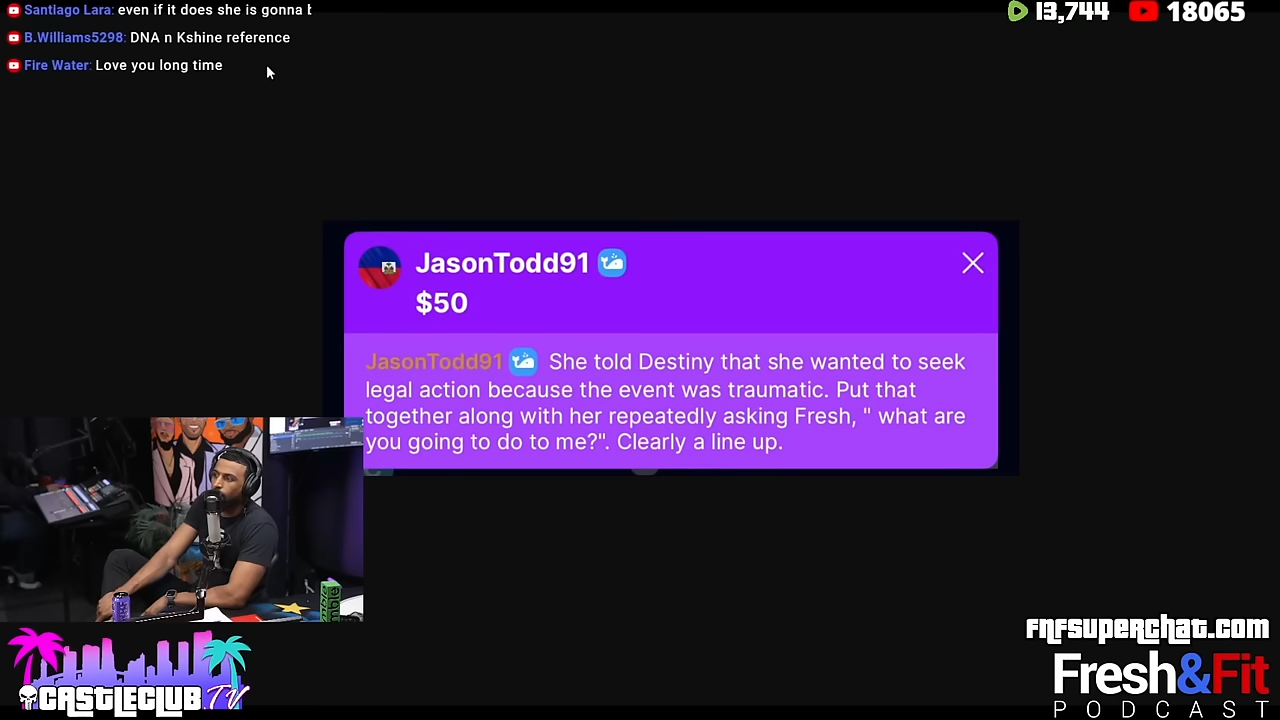 Santiago Lara: even if it does she is gonna b
B.Williams5298: DNA n Kshine reference
Fire Water: Love you long time
13,744 18065
JasonTodd91
$50
JasonTodd91 She told Destiny that she wanted to seek
legal action because the event was traumatic. Put that
together along with her repeatedly asking Fresh, " what are
you going to do to me?". Clearly a line up.
CASTLECLUB TV
FNFSUPERCHAT.COM
Fresh&Fit
PODCAST